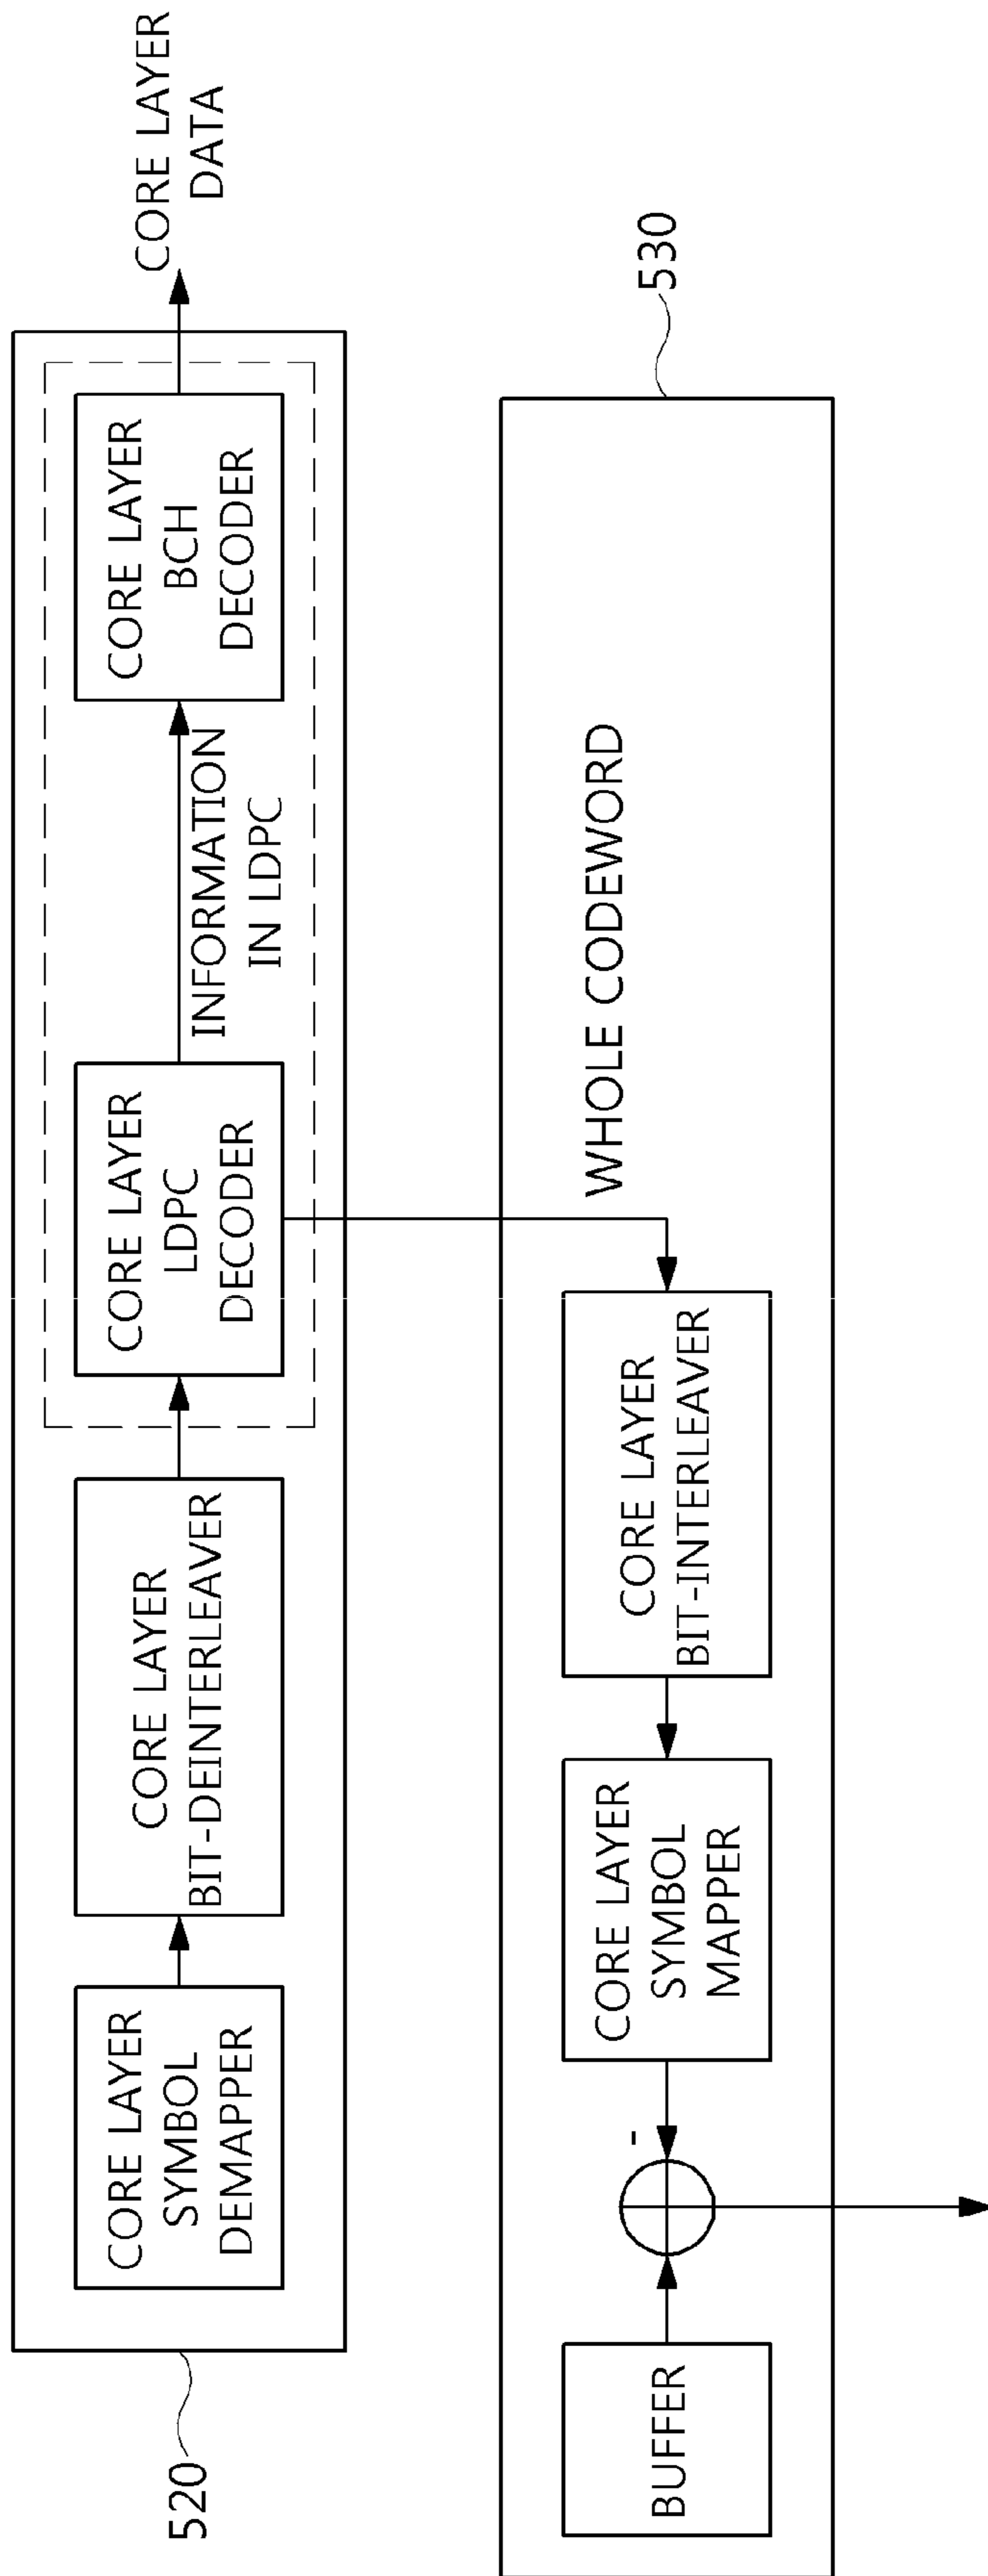 520
CORE LAYER
SYMBOL
DEMAPPER
CORE LAYER
BIT-DEINTERLEAVER
CORE LAYER
LDPC
DECODER
INFORMATION
IN LDPC
CORE LAYER
BCH
DECODER
CORE LAYER
DATA
BUFFER
-
CORE LAYER
SYMBOL
MAPPER
CORE LAYER
BIT-INTERLEAVER
WHOLE CODEWORD
530